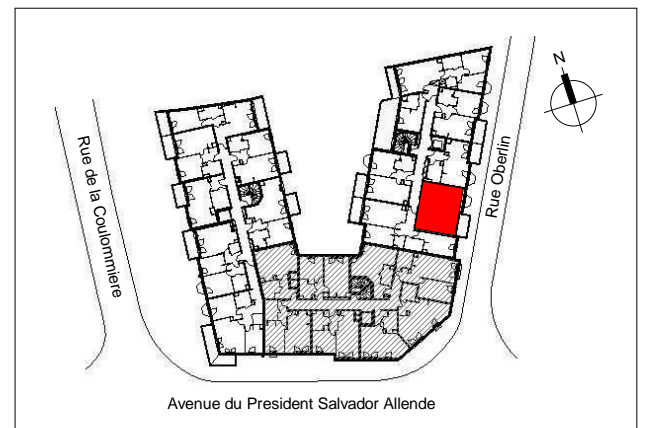 N
Rue de la Coulommiere
Rue Oberlin
Avenue du President Salvador Allende